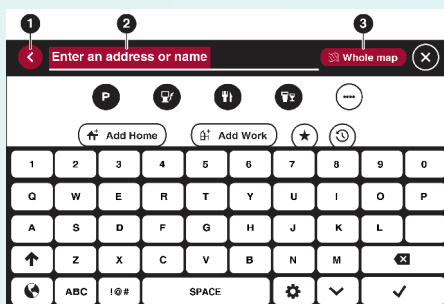 1 2 3
Enter an address or name Whole map
P
Add Home Add Work
1 2 3 4 5 6 7 8 9 0
Q W E R T Y U I O P
A S D F G H J K L
Z X C V B N M
ABC !@# SPACE